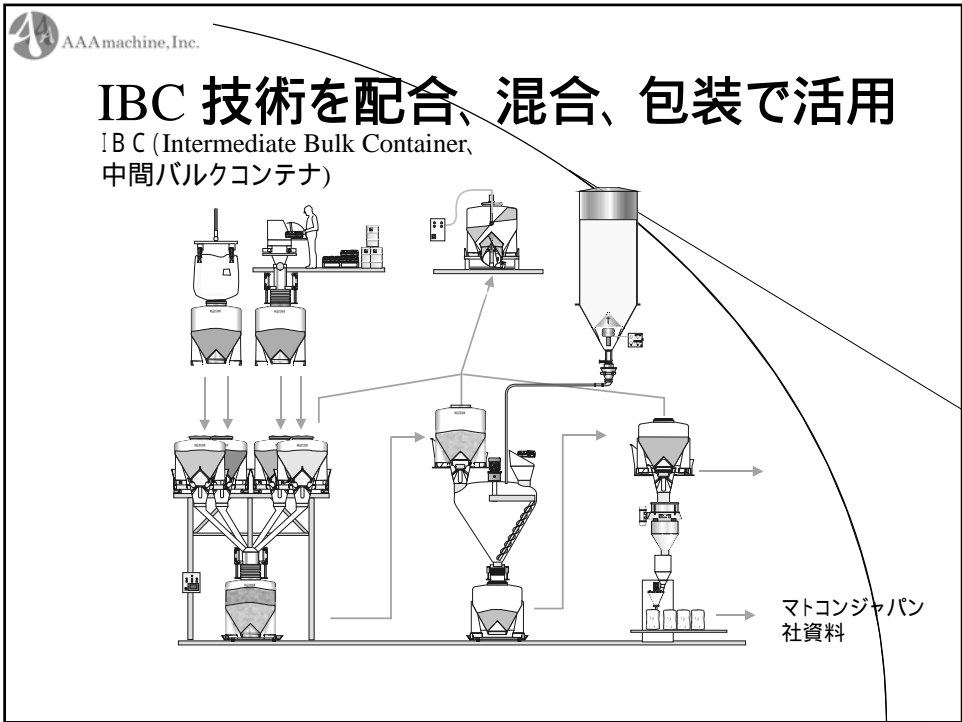 AAAmachine,Inc.
IBC 技術を配合、混合、包装で活用
IBC(Intermediate Bulk Container、
中間バルクコンテナ)
マトコンジャパン
社資料